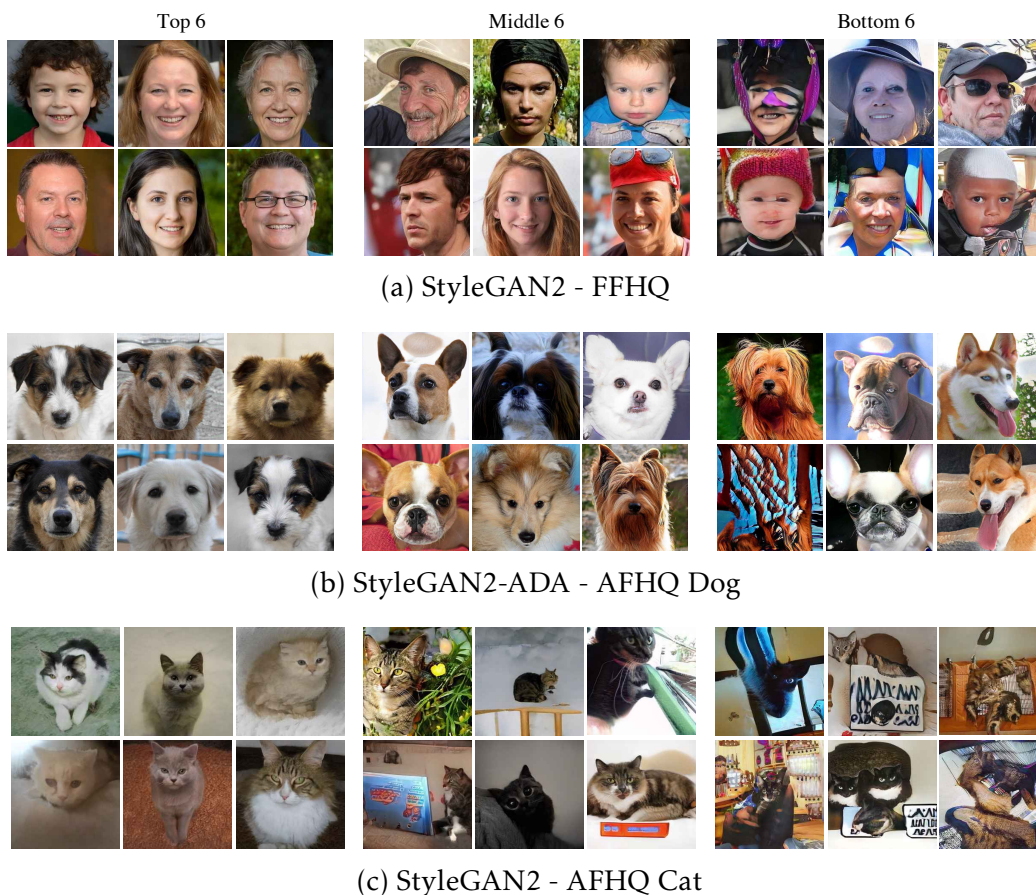 Top 6
Middle 6
Bottom 6
(a) StyleGAN2 - FFHQ
(b) StyleGAN2-ADA - AFHQ Dog
(c) StyleGAN2 - AFHQ Cat